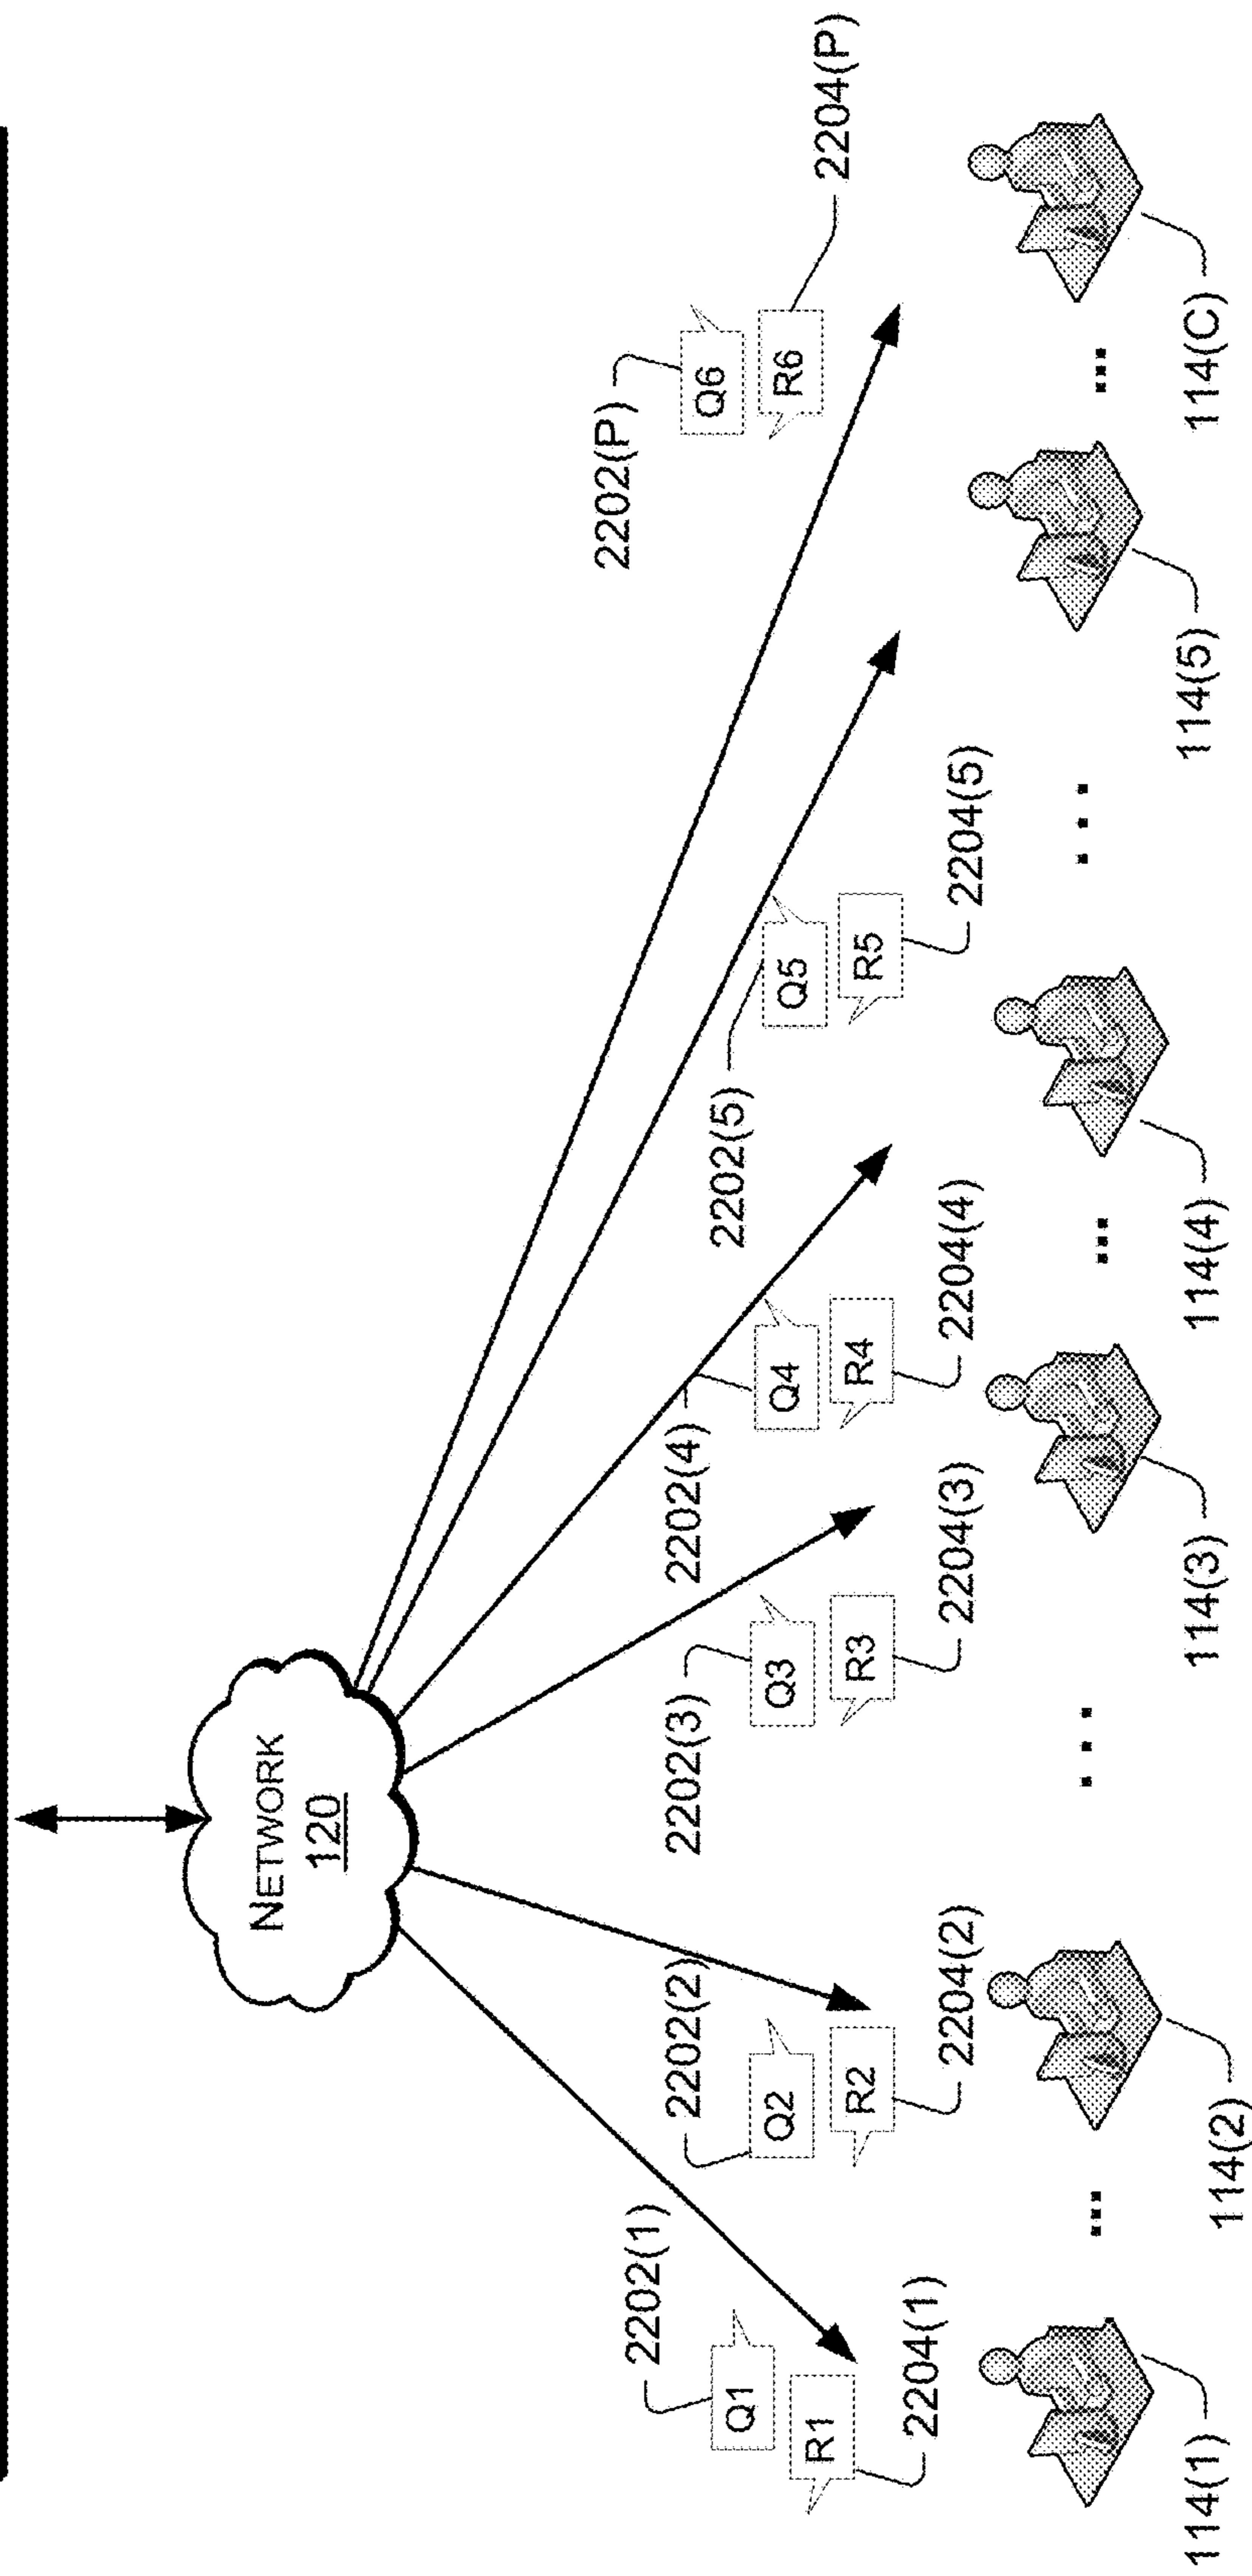 NETWORK
120
2202(1)
Q1
R1
2204(1)
2202(2)
Q2
R2
2204(2)
2202(3)
Q3
R3
2204(3)
2202(4)
Q4
R4
2204(4)
2202(5)
Q5
R5
2204(5)
2202(P)
Q6
R6
2204(P)
114(1)
114(2)
114(3)
114(4)
114(5)
114(C)